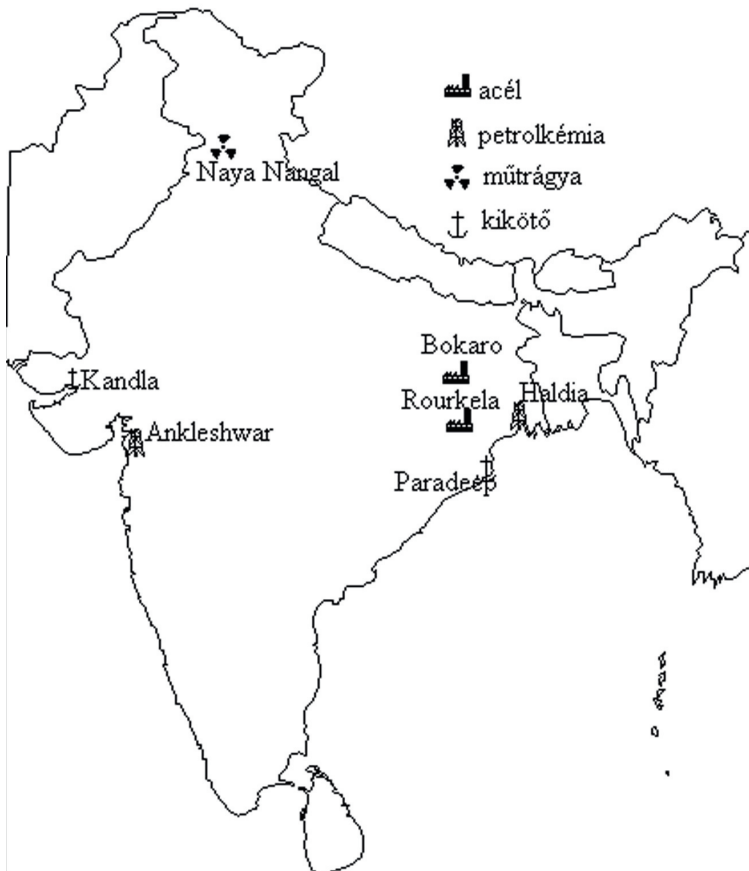 acél
petrolkémia
Naya Nangal
műtrágya
kikötő
Bokaro
Kandla
Rourkela
Haldia
Ankleshwar
Paradeep